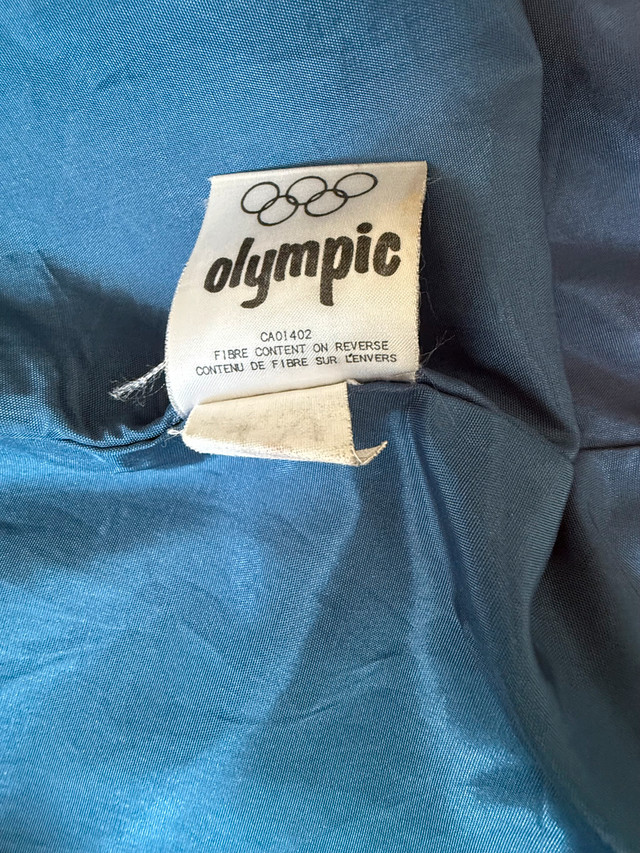 olympic
CA01402
FIBRE CONTENT ON REVERSE
CONTENU DE FIBRE SUR L'ENVERS